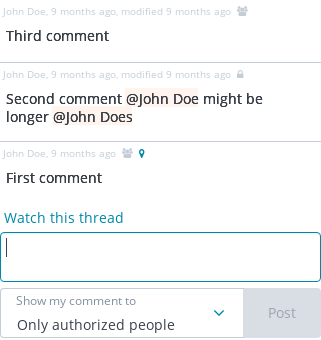 John Doe, 9 months ago, modified 9 months ago
Third comment
John Doe, 9 months ago, modified 9 months ago
Second comment @John Doe might be
longer @John Does
John Doe, 9 months ago
First comment
Watch this thread
Show my comment to
Only authorized people
Post